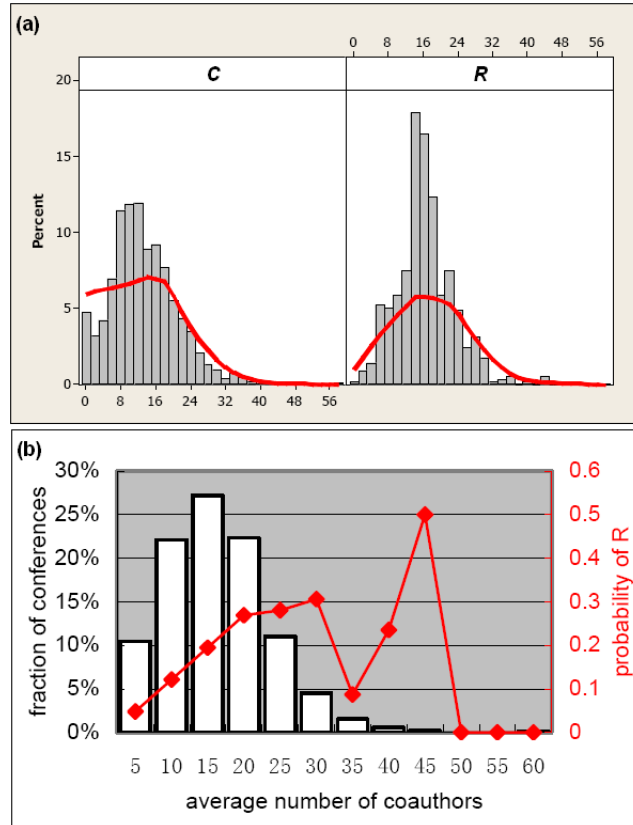 (a)
0 8 16 24 32 40 48 56
C R
20
15
10
5
0
Percent
0 8 16 24 32 40 48 56
(b)
30%
25%
20%
15%
10%
5%
0%
fraction of conferences
0.6
0.5
0.4
0.3
0.2
0.1
0
probability of R
5 10 15 20 25 30 35 40 45 50 55 60
average number of coauthors